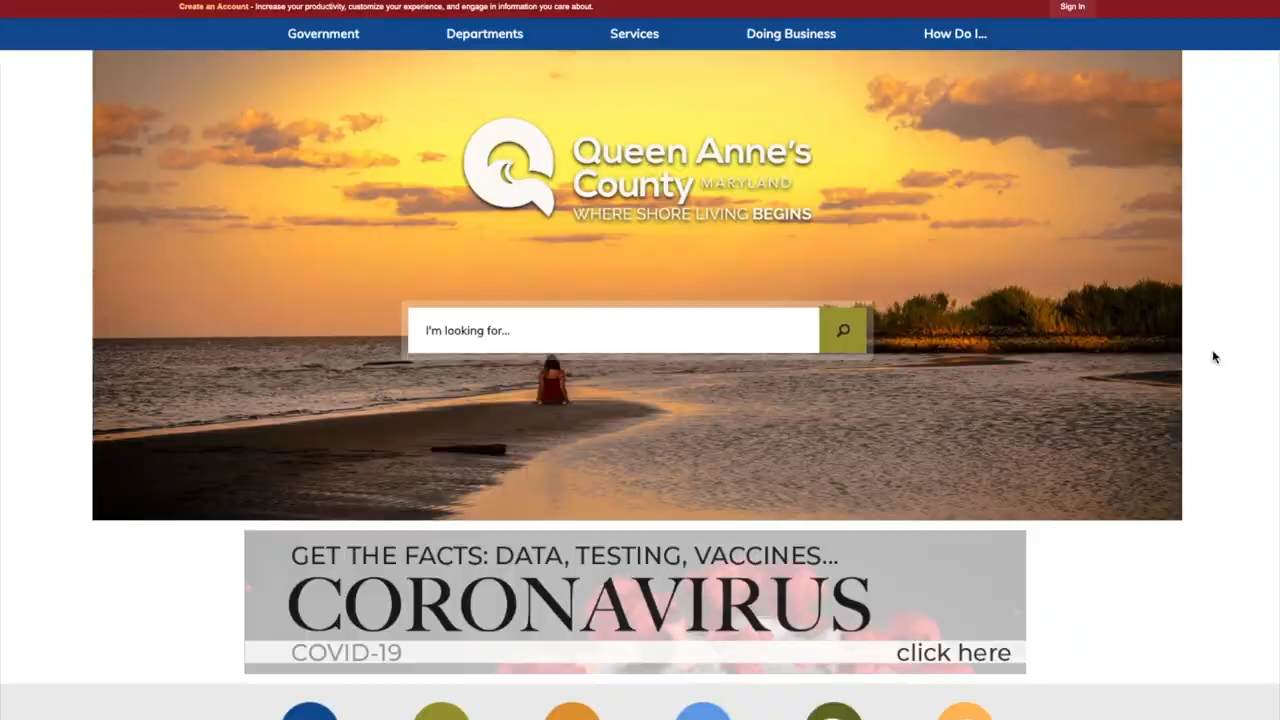 Create an Account - Increase your productivity, customize your experience, and engage in information you care about.
Sign In
Government
Departments
Services
Doing Business
How Do I...
Queen Anne's
County MARYLAND
WHERE SHORE LIVING BEGINS
I'm looking for...
GET THE FACTS: DATA, TESTING, VACCINES...
CORONAVIRUS
COVID-19
click here